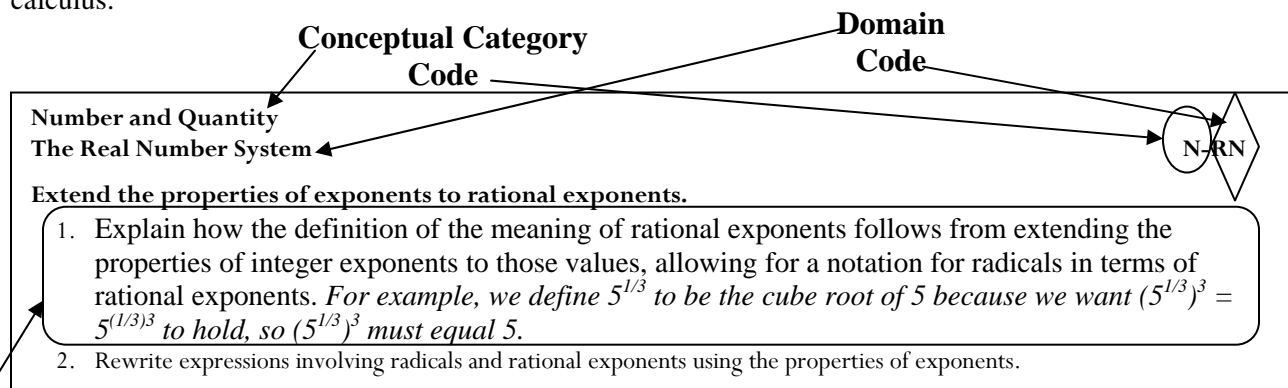 calculus.
Conceptual Category
Code
Domain
Code
Number and Quantity
The Real Number System
N-RN
Extend the properties of exponents to rational exponents.
1. Explain how the definition of the meaning of rational exponents follows from extending the
properties of integer exponents to those values, allowing for a notation for radicals in terms of
rational exponents. For example, we define 5^{1/3} to be the cube root of 5 because we want (5^{1/3})^3 =
5^{(1/3)3} to hold, so (5^{1/3})^3 must equal 5.
2. Rewrite expressions involving radicals and rational exponents using the properties of exponents.